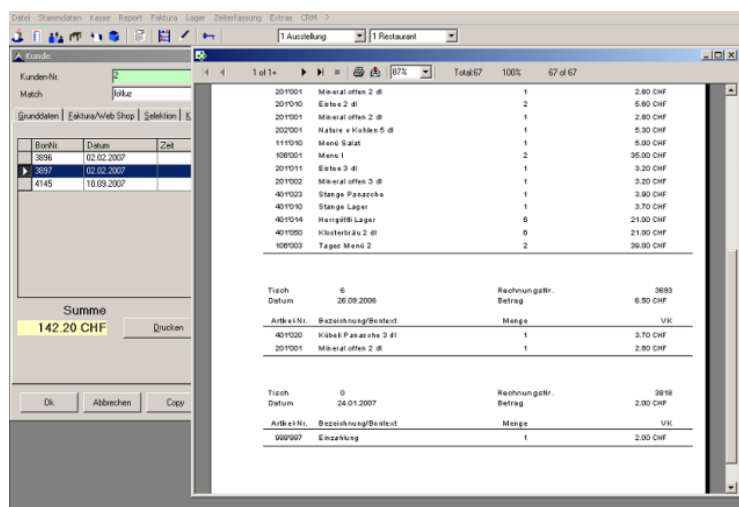 Datei Stammdaten Kasse Report Faktura Lager Zeiterfassung Extras CRM ?
1 Ausstellung 1 Restaurant
Kunde
Kunden-Nr. 2
Match
Grunddaten Faktura/Web Shop Selektion K
BonNr. Datum Zeit
3896 02.02.2007
3897 02.02.2007
4145 10.09.2007
Summe
142.20 CHF Drucken
Ok Abbrechen Copy
1 of 1+ 87% Total:67 100% 67 of 67
201'001 Mineral offen 2 dl 1 2.80 CHF
201'010 Eistee 2 dl 2 5.60 CHF
201'001 Mineral offen 2 dl 1 2.80 CHF
202'001 Nature o Kohlen 5 dl 1 5.30 CHF
111'010 Menü Salat 1 5.00 CHF
106'001 Menu I 2 35.00 CHF
201'011 Eistee 3 dl 1 3.20 CHF
201'002 Mineral offen 3 dl 1 3.20 CHF
401'023 Stange Panasche 1 3.90 CHF
401'010 Stange Lager 1 3.70 CHF
401'014 Herrgöttli Lager 6 21.00 CHF
401'050 Klosterbräu 2 dl 6 21.00 CHF
106'003 Tages Menü 2 2 39.00 CHF
Tisch 6 RechnungsNr. 3693
Datum 26.09.2006 Betrag 6.50 CHF
Artikel-Nr. Bezeichnung/Bontext Menge VK
401'020 Kübeli Panasche 3 dl 1 3.70 CHF
201'001 Mineral offen 2 dl 1 2.80 CHF
Tisch 0 RechnungsNr. 3818
Datum 24.01.2007 Betrag 2.00 CHF
Artikel-Nr. Bezeichnung/Bontext Menge VK
999'997 Einzahlung 1 2.00 CHF